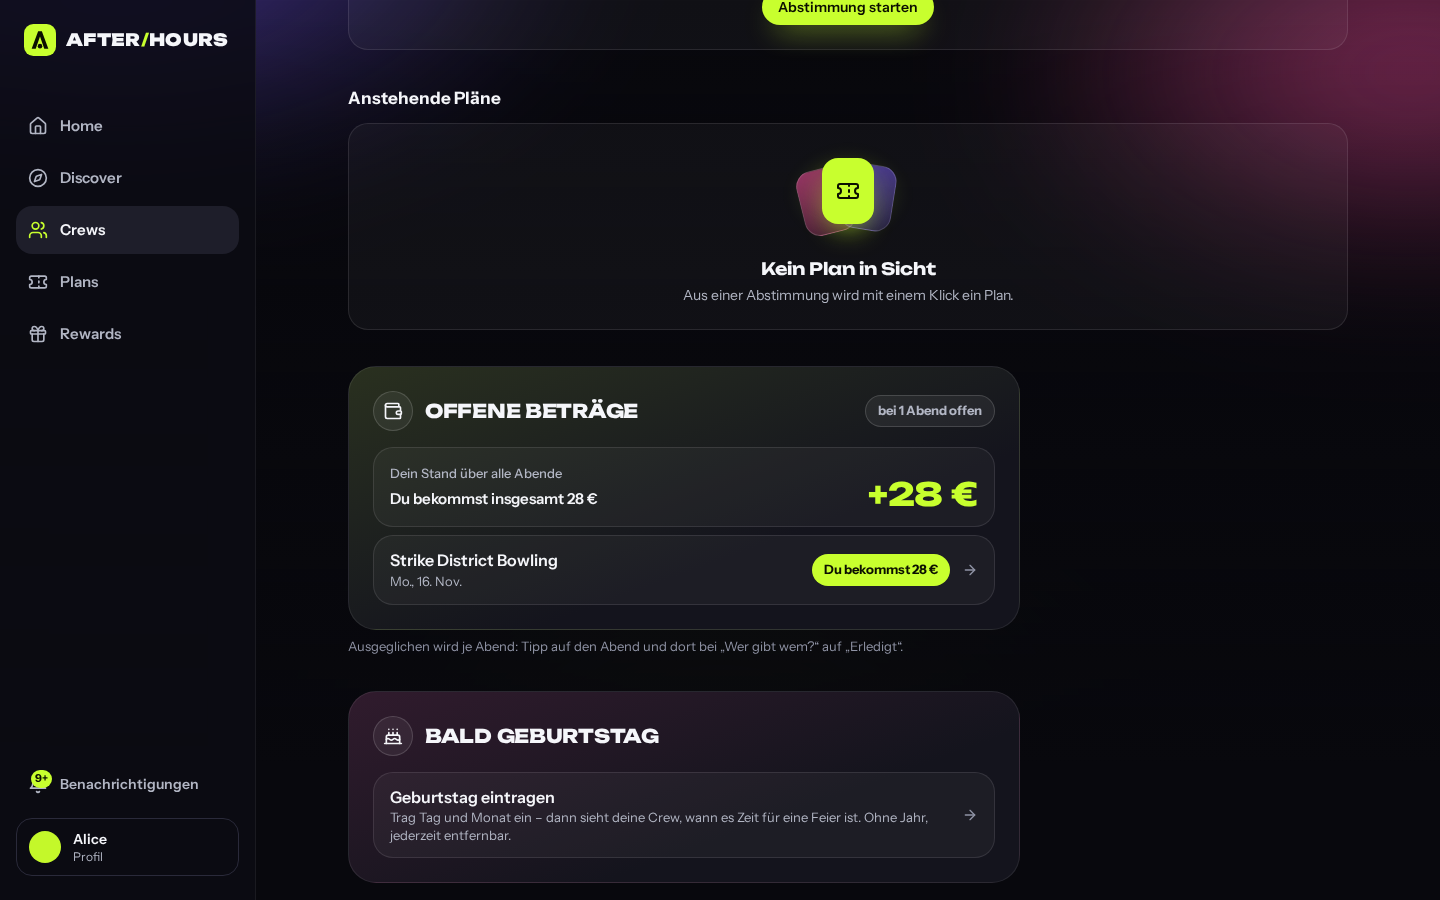 Abstimmung starten
AFTER/HOURS
Home
Discover
Crews
Plans
Rewards
Anstehende Pläne
Kein Plan in Sicht
Aus einer Abstimmung wird mit einem Klick ein Plan.
OFFENE BETRÄGE
bei 1 Abend offen
Dein Stand über alle Abende
Du bekommst insgesamt 28 €
+28 €
Strike District Bowling
Mo., 16. Nov.
Du bekommst 28 €
Ausgeglichen wird je Abend: Tipp auf den Abend und dort bei „Wer gibt wem?“ auf „Erledigt“.
BALD GEBURTSTAG
Geburtstag eintragen
Trag Tag und Monat ein – dann sieht deine Crew, wann es Zeit für eine Feier ist. Ohne Jahr,
jederzeit entfernbar.
9+
Benachrichtigungen
Alice
Profil